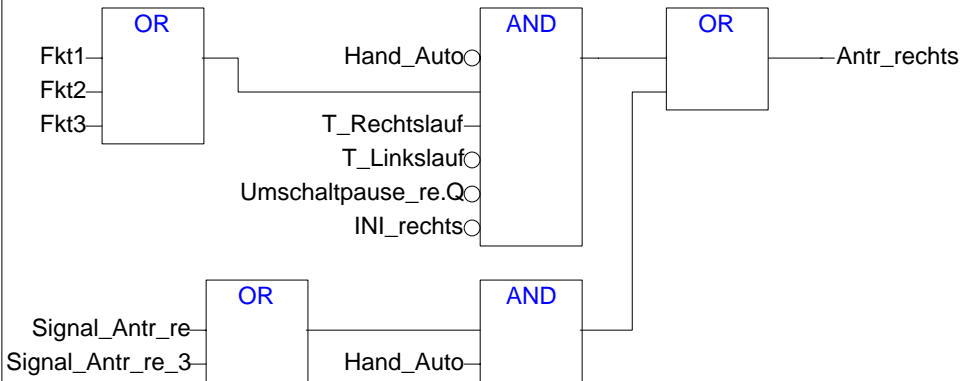 OR
AND
OR
Fkt1
Hand_Auto
Antr_rechts
Fkt2
Fkt3
T_Rechtslauf
T_Linkslauf
Umschaltpause_re.Q
INI_rechts
OR
AND
Signal_Antr_re
Signal_Antr_re_3
Hand_Auto